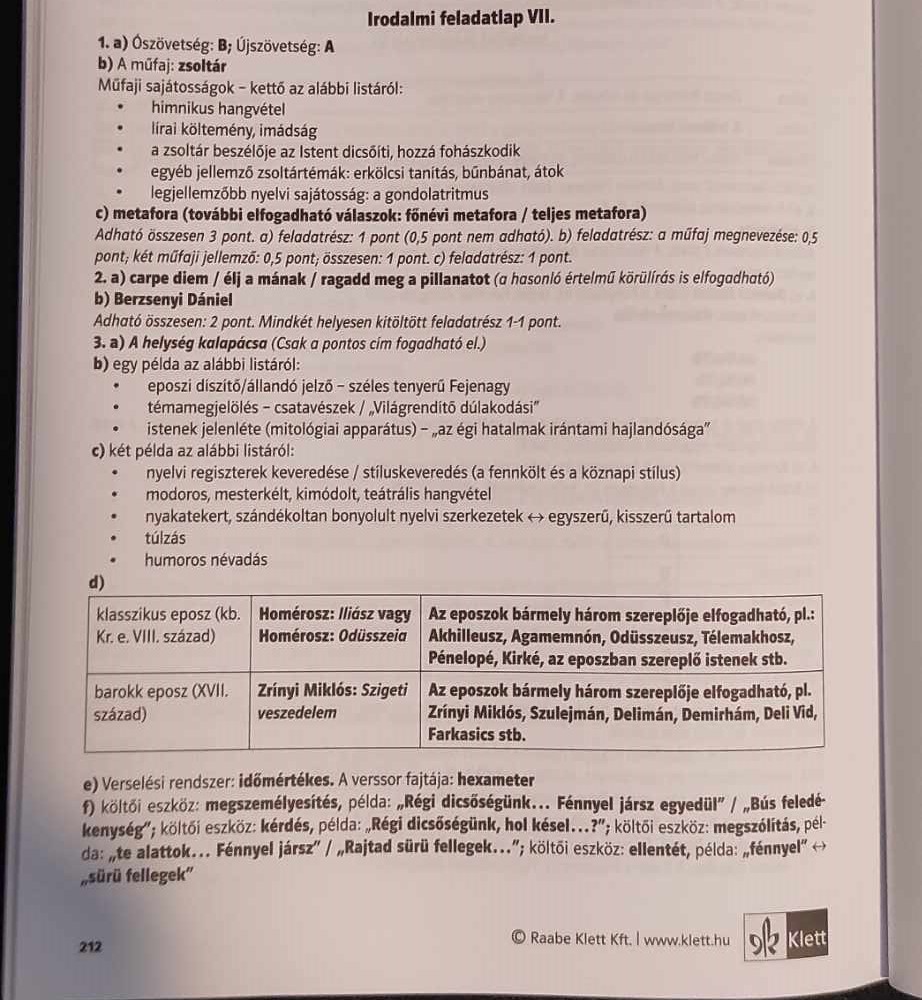 Irodalmi feladatlap VII.
1. a) Ószövetség: B; Újszövetség: A
b) A műfaj: zsoltár
Műfaji sajátosságok – kettő az alábbi listáról:
• himnikus hangvétel
• lírai költemény, imádság
• a zsoltár beszélője az Istent dicsőíti, hozzá fohászkodik
• egyéb jellemző zsoltártémák: erkölcsi tanítás, bűnbánat, átok
• legjellemzőbb nyelvi sajátosság: a gondolatritmus
c) metafora (további elfogadható válaszok: főnévi metafora / teljes metafora)
Adható összesen 3 pont. a) feladatrész: 1 pont (0,5 pont nem adható). b) feladatrész: a műfaj megnevezése: 0,5
pont; két műfaji jellemző: 0,5 pont; összesen: 1 pont. c) feladatrész: 1 pont.
2. a) carpe diem / élj a mának / ragadd meg a pillanatot (a hasonló értelmű körülírás is elfogadható)
b) Berzsenyi Dániel
Adható összesen: 2 pont. Mindkét helyesen kitöltött feladatrész 1-1 pont.
3. a) A helység kalapácsa (Csak a pontos cím fogadható el.)
b) egy példa az alábbi listáról:
• eposzi díszítő/állandó jelző – széles tenyerű Fejenagy
• témamegjelölés – csatavészek / „Világrendítő dúlakodási”
• istenek jelenléte (mitológiai apparátus) – „az égi hatalmak irántami hajlandósága”
c) két példa az alábbi listáról:
• nyelvi regiszterek keveredése / stíluskeveredés (a fennkölt és a köznapi stílus)
• modoros, mesterkélt, kimódolt, teátrális hangvétel
• nyakatekert, szándékoltan bonyolult nyelvi szerkezetek ↔ egyszerű, kisszerű tartalom
• túlzás
• humoros névadás
d)
klasszikus eposz (kb. Homérosz: Iliász vagy Az eposzok bármely három szereplője elfogadható, pl.:
Kr. e. VIII. század) Homérosz: Odüsszeia Akhilleusz, Agamemnón, Odüsszeusz, Télemakhosz,
Pénelopé, Kirké, az eposzban szereplő istenek stb.
barokk eposz (XVII. Zrínyi Miklós: Szigeti Az eposzok bármely három szereplője elfogadható, pl.
század) veszedelem Zrínyi Miklós, Szulejmán, Delimán, Demirhám, Deli Vid,
Farkasics stb.
e) Verselési rendszer: időmértékes. A verssor fajtája: hexameter
f) költői eszköz: megszemélyesítés, példa: „Régi dicsőségünk... Fénnyel jársz egyedül” / „Bús feledé-
kenység”; költői eszköz: kérdés, példa: „Régi dicsőségünk, hol késel...?”; költői eszköz: megszólítás, pél-
da: „te alattok... Fénnyel jársz” / „Rajtad sürü fellegek...”; költői eszköz: ellentét, példa: „fénnyel” ↔
„sürü fellegek”
212
© Raabe Klett Kft. | www.klett.hu
Klett